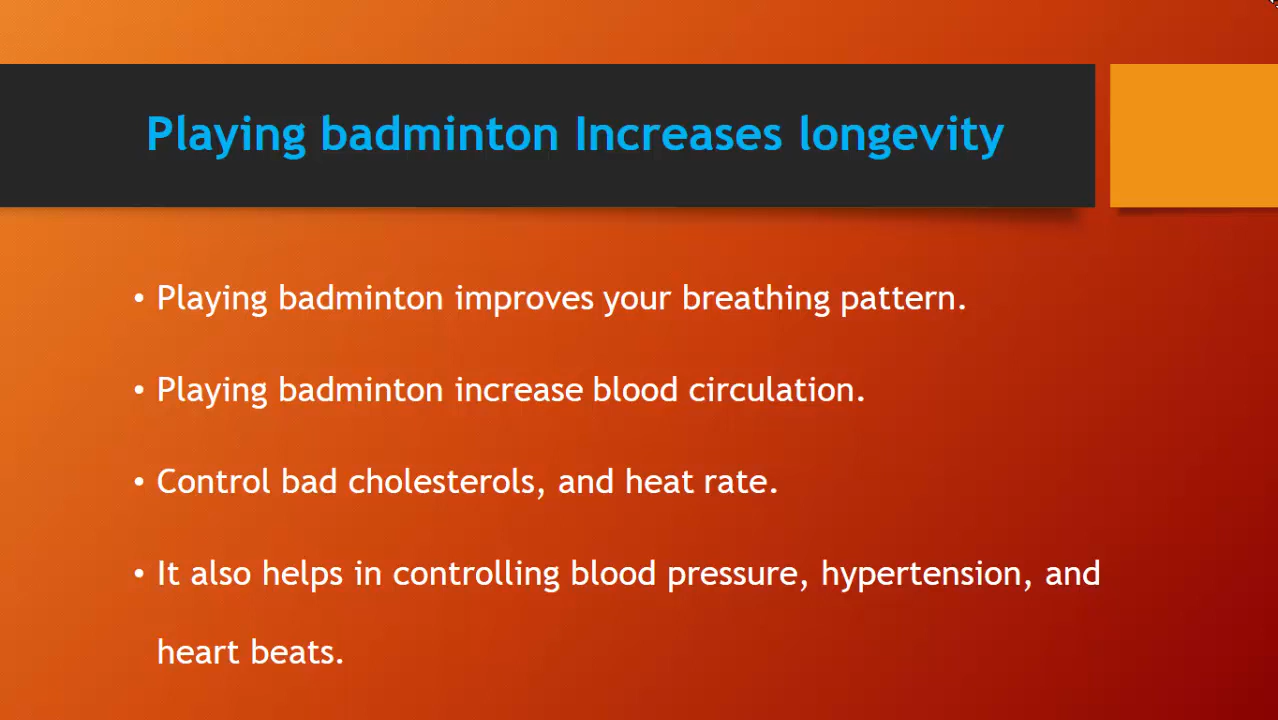 Playing badminton Increases longevity
• Playing badminton improves your breathing pattern.
• Playing badminton increase blood circulation.
• Control bad cholesterols, and heat rate.
• It also helps in controlling blood pressure, hypertension, and
heart beats.